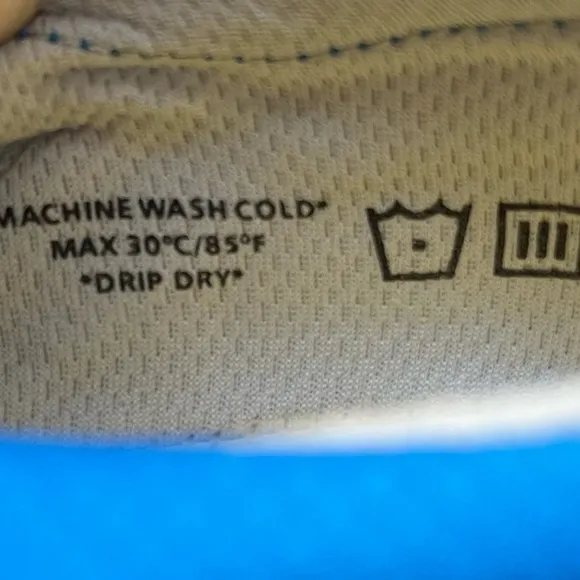 MACHINE WASH COLD*
MAX 30°C/85°F
*DRIP DRY*